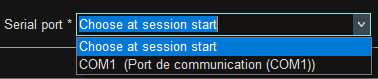 Serial port * Choose at session start
Choose at session start
COM1 (Port de communication (COM1))